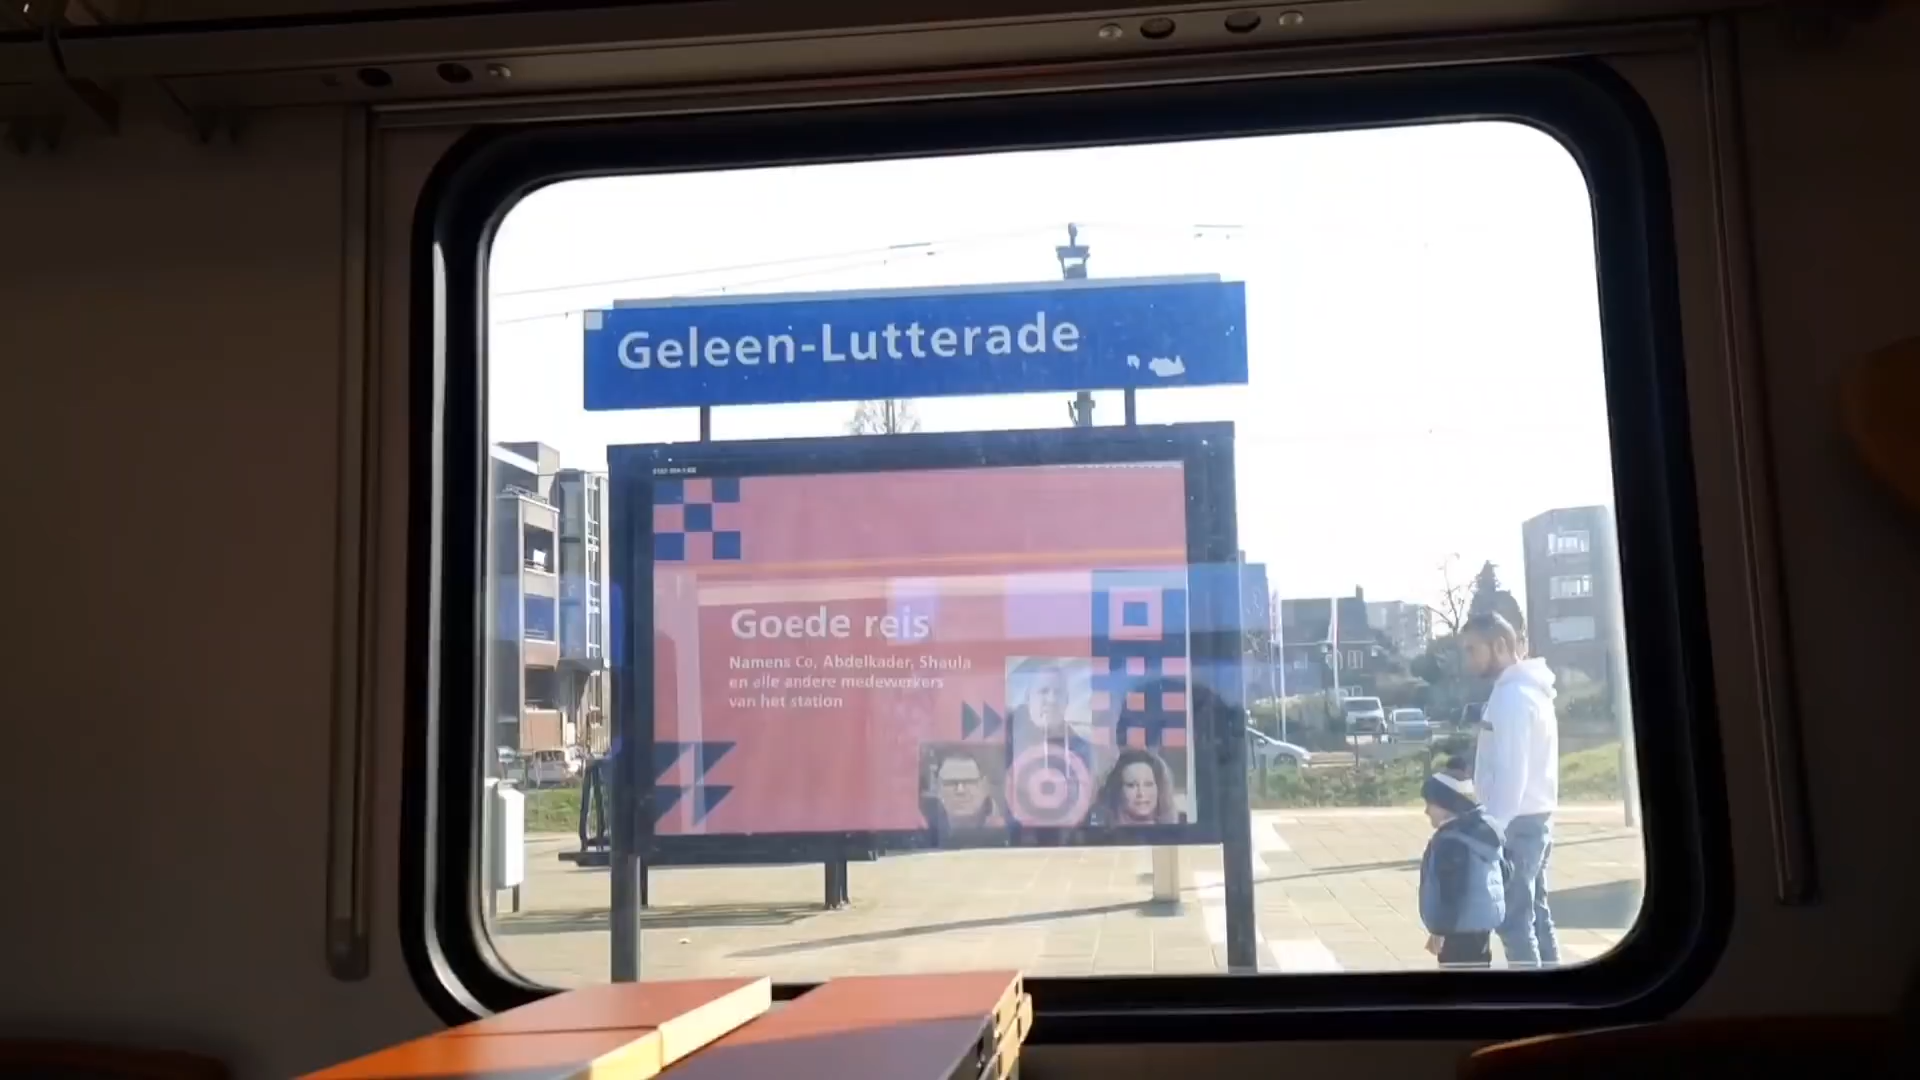 Geleen-Lutterade
Goede reis
Namens Co, Abdelkader, Shaula
en alle andere medewerkers
van het station